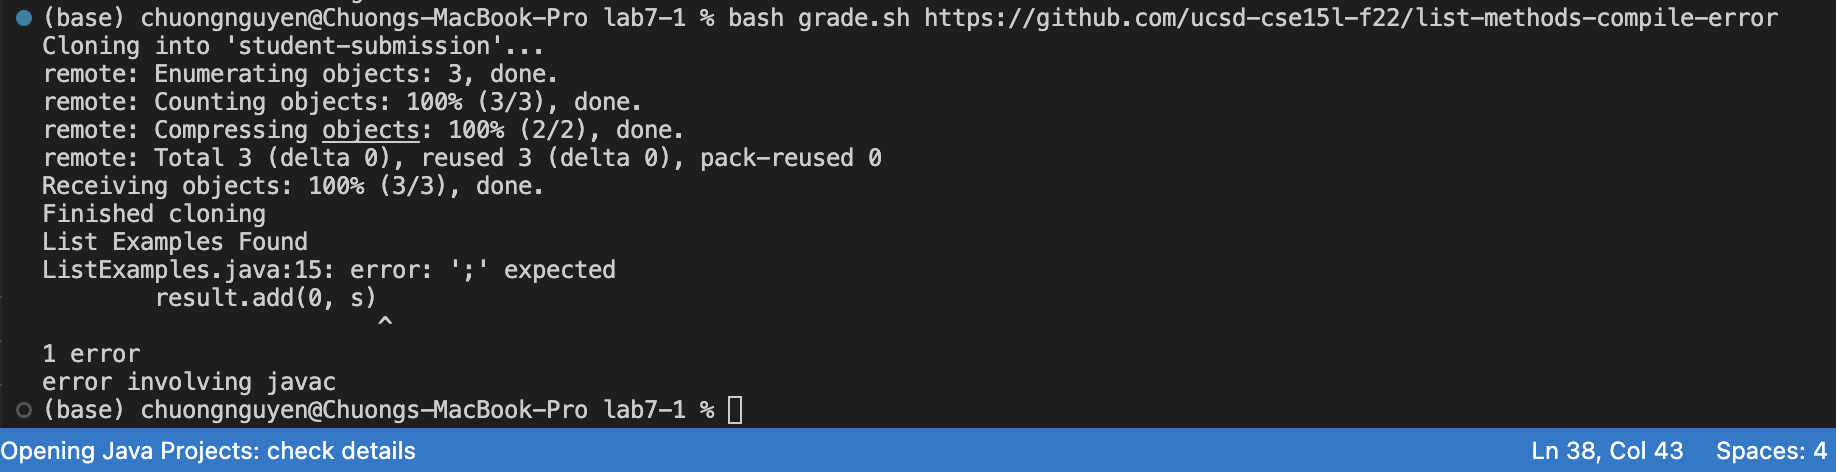 (base) chuongnguyen@Chuongs-MacBook-Pro lab7-1 % bash grade.sh https://github.com/ucsd-cse15l-f22/list-methods-compile-error
Cloning into 'student-submission'...
remote: Enumerating objects: 3, done.
remote: Counting objects: 100% (3/3), done.
remote: Compressing objects: 100% (2/2), done.
remote: Total 3 (delta 0), reused 3 (delta 0), pack-reused 0
Receiving objects: 100% (3/3), done.
Finished cloning
List Examples Found
ListExamples.java:15: error: ';' expected
        result.add(0, s)
                        ^
1 error
error involving javac
(base) chuongnguyen@Chuongs-MacBook-Pro lab7-1 %
Opening Java Projects: check details Ln 38, Col 43 Spaces: 4